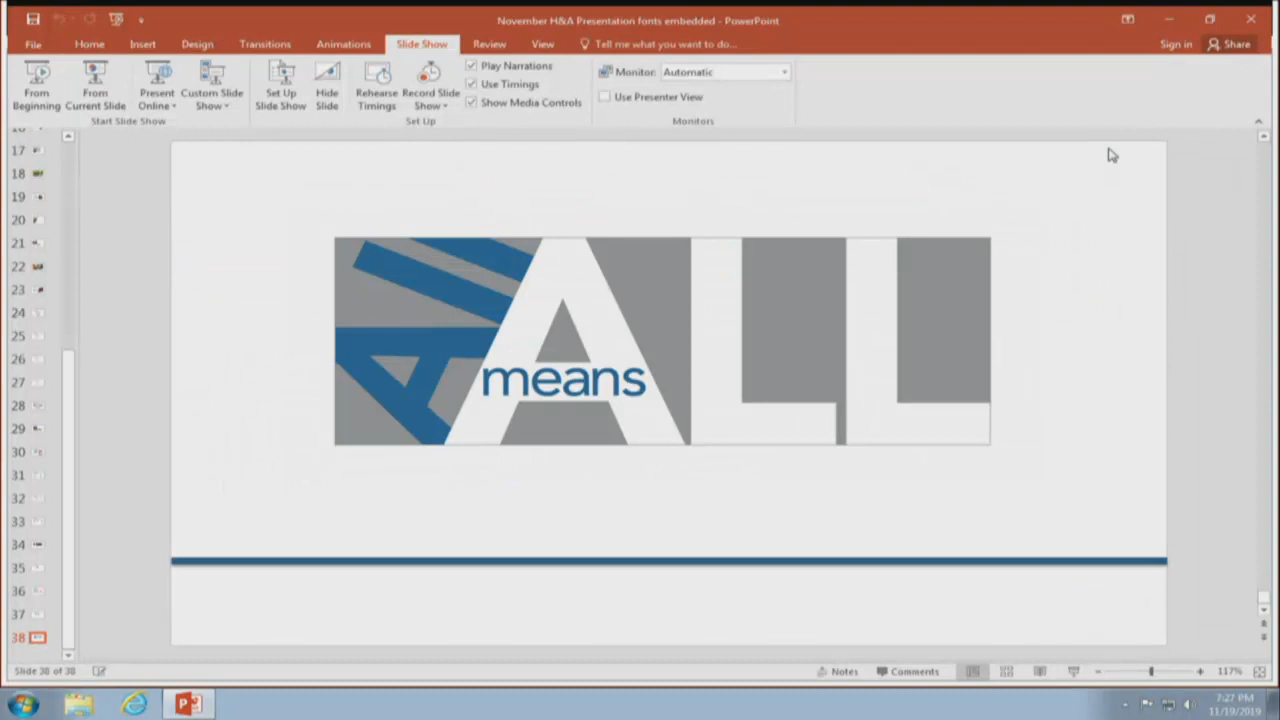 November H&A Presentation fonts embedded - PowerPoint
File Home Insert Design Transitions Animations Slide Show Review View Tell me what you want to do... Sign in Share
From Beginning
From Current Slide
Present Online
Custom Slide Show
Start Slide Show
Set Up Slide Show
Hide Slide
Rehearse Timings
Record Slide Show
Play Narrations
Use Timings
Show Media Controls
Set Up
Monitor: Automatic
Use Presenter View
Monitors
17
18
19
20
21
22
23
24
25
26
27
28
29
30
31
32
33
34
35
36
37
38
All
means
ALL
Slide 38 of 38
Notes
Comments
117%
7:27 PM
11/19/2019